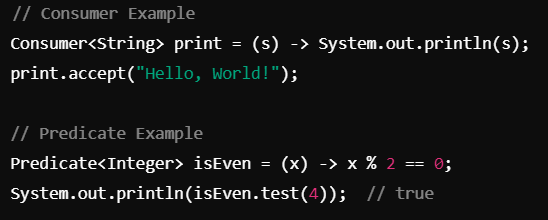 // Consumer Example
Consumer<String> print = (s) -> System.out.println(s);
print.accept("Hello, World!");
// Predicate Example
Predicate<Integer> isEven = (x) -> x % 2 == 0;
System.out.println(isEven.test(4));  // true